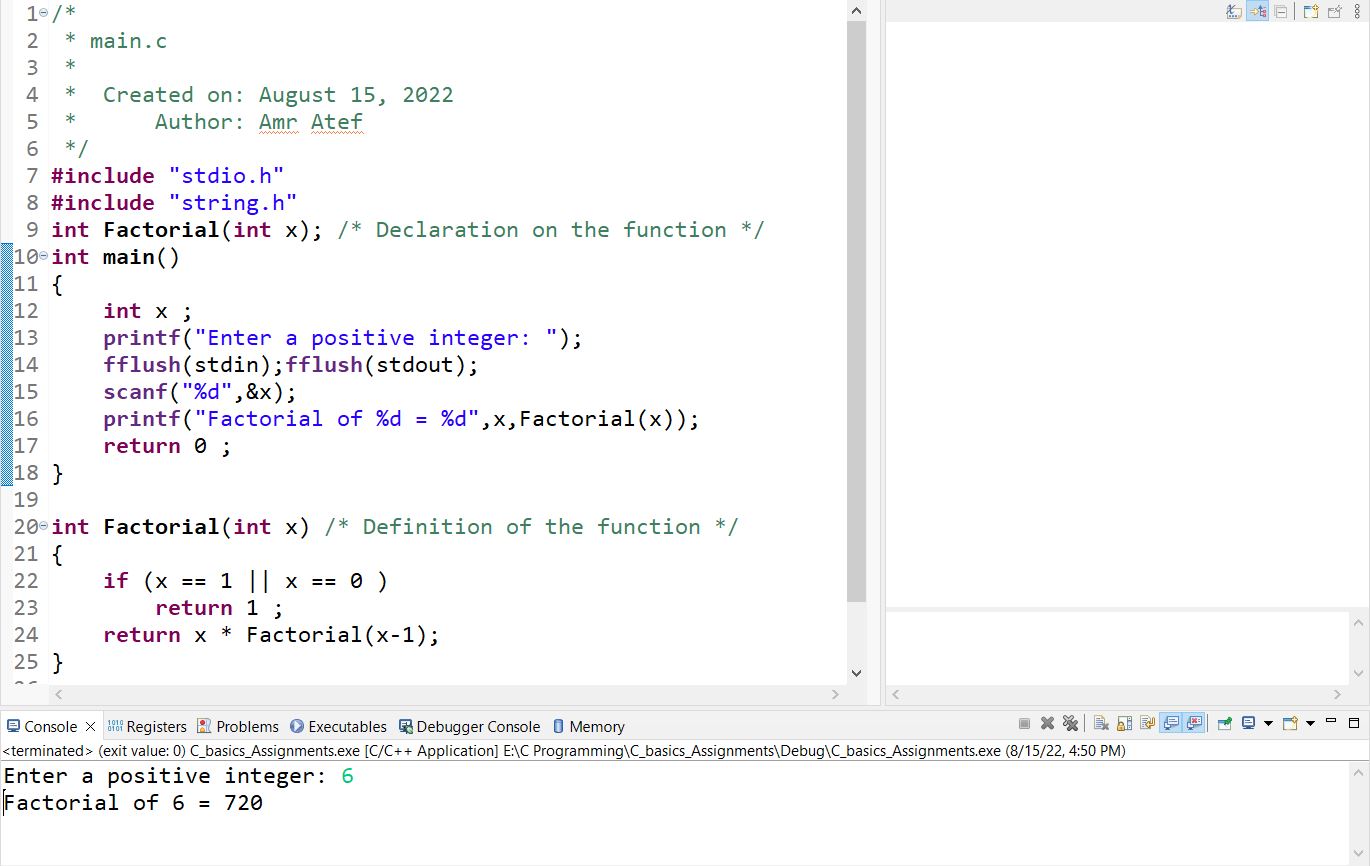 1 /*
2  * main.c
3  *
4  *  Created on: August 15, 2022
5  *      Author: Amr Atef
6  */
7 #include "stdio.h"
8 #include "string.h"
9 int Factorial(int x); /* Declaration on the function */
10 int main()
11 {
12     int x ;
13     printf("Enter a positive integer: ");
14     fflush(stdin);fflush(stdout);
15     scanf("%d",&x);
16     printf("Factorial of %d = %d",x,Factorial(x));
17     return 0 ;
18 }
19
20 int Factorial(int x) /* Definition of the function */
21 {
22     if (x == 1 || x == 0 )
23         return 1 ;
24     return x * Factorial(x-1);
25 }
Console Registers Problems Executables Debugger Console Memory
<terminated> (exit value: 0) C_basics_Assignments.exe [C/C++ Application] E:\C Programming\C_basics_Assignments\Debug\C_basics_Assignments.exe (8/15/22, 4:50 PM)
Enter a positive integer: 6
Factorial of 6 = 720